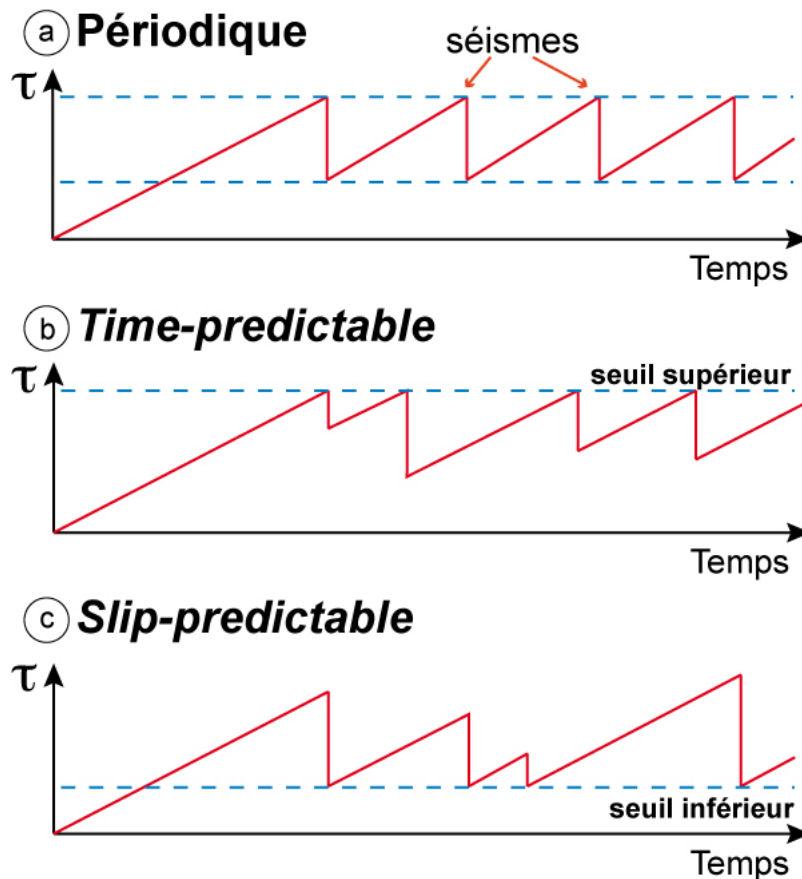 a Périodique
séismes
τ
Temps
b Time-predictable
τ
seuil supérieur
Temps
c Slip-predictable
τ
seuil inférieur
Temps